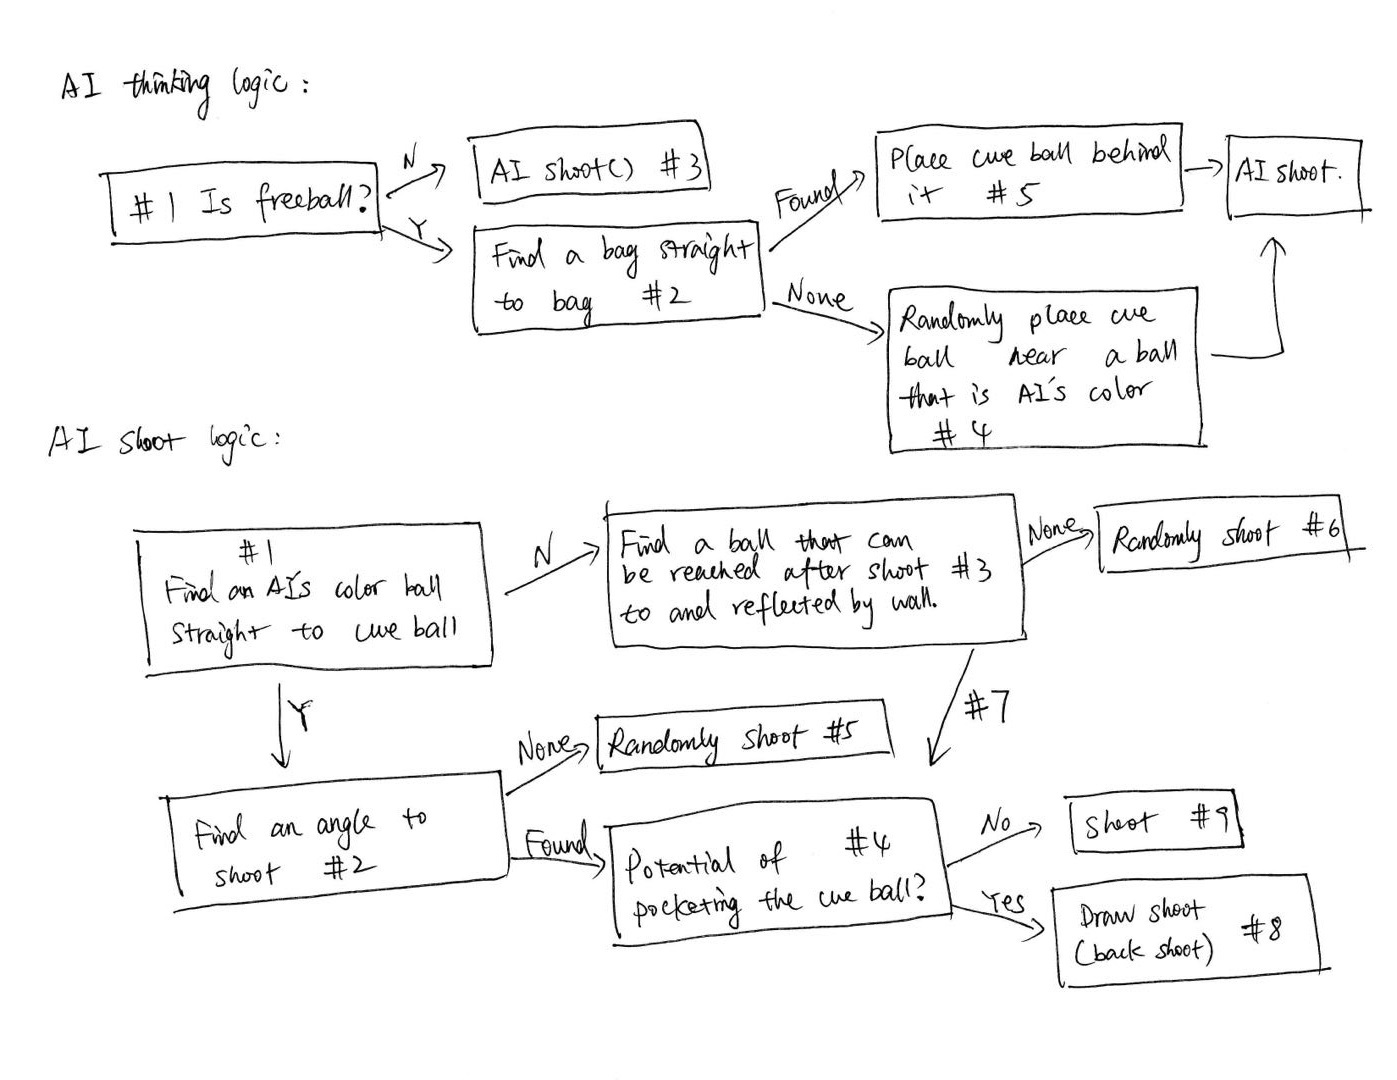 AI thinking logic:
#1 Is freeball?
N
AI shoot() #3
Y
Find a bag straight
to bag #2
Found
Place cue ball behind
it #5
AI shoot.
None
Randomly place cue
ball near a ball
that is AI's color
#4
AI shoot logic:
#1
Find an AI's color ball
straight to cue ball
N
Find a ball that can
be reached after shoot #3
to and reflected by wall.
None
Randomly shoot #6
Y
#7
Find an angle to
shoot #2
None
Randomly shoot #5
Found
Potential of #4
pocketing the cue ball?
No
Shoot #9
Yes
Draw shoot
(back shoot) #8